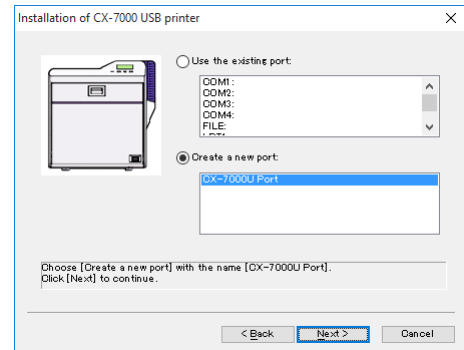 Installation of CX-7000 USB printer
Use the existing port:
COM1:
COM2:
COM3:
COM4:
FILE:
Create a new port:
CX-7000U Port
Choose [Create a new port] with the name [CX-7000U Port].
Click [Next] to continue.
< Back
Next >
Cancel